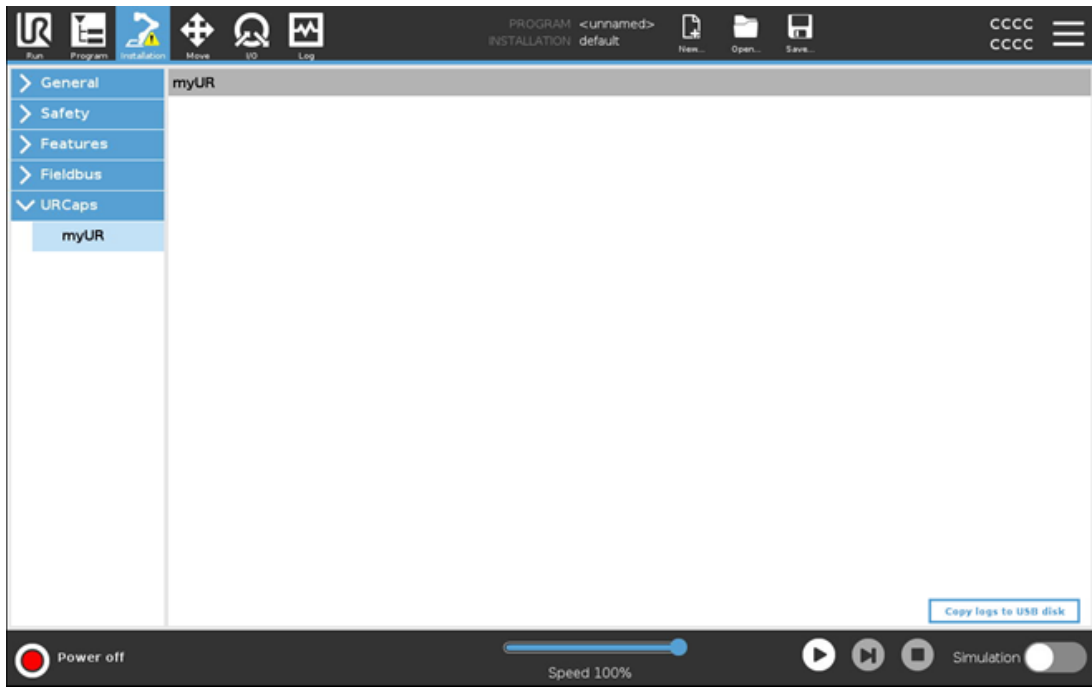 PROGRAM <unnamed>
INSTALLATION default
CCCC
CCCC
Run Program Installation Move I/O Log New... Open... Save...
General
myUR
Safety
Features
Fieldbus
URCaps
myUR
Copy logs to USB disk
Power off
Speed 100%
Simulation